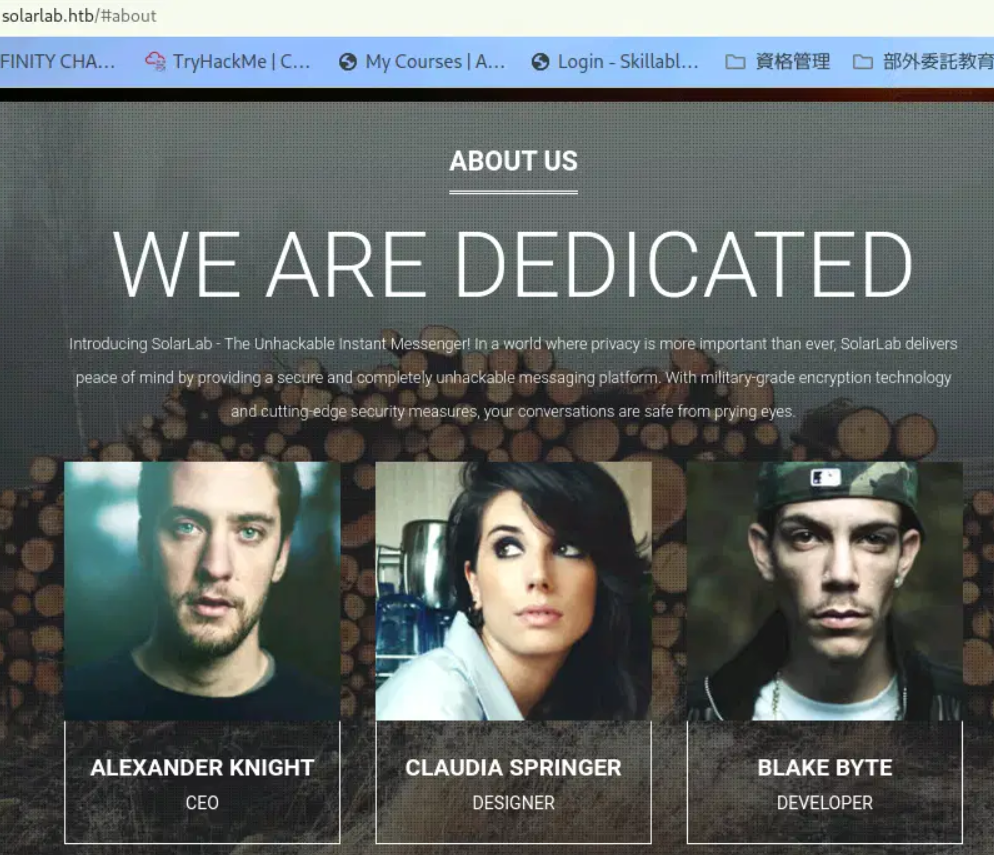 solarlab.htb/#about
FINITY CHA... TryHackMe | C... My Courses | A... Login - Skillabl... 資格管理 部外委託教育
ABOUT US
WE ARE DEDICATED
Introducing SolarLab - The Unhackable Instant Messenger! In a world where privacy is more important than ever, SolarLab delivers
peace of mind by providing a secure and completely unhackable messaging platform. With military-grade encryption technology
and cutting-edge security measures, your conversations are safe from prying eyes.
ALEXANDER KNIGHT CLAUDIA SPRINGER BLAKE BYTE
CEO DESIGNER DEVELOPER